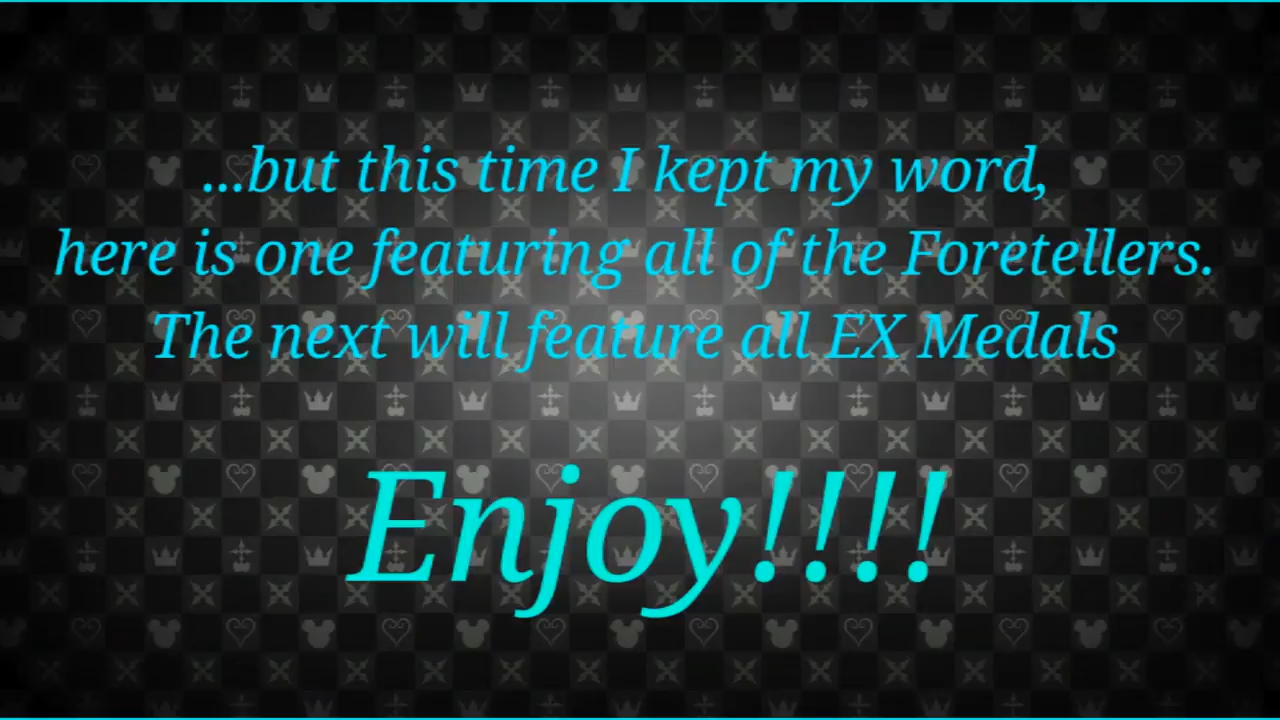 ...but this time I kept my word,
here is one featuring all of the Foretellers.
The next will feature all EX Medals
Enjoy!!!!